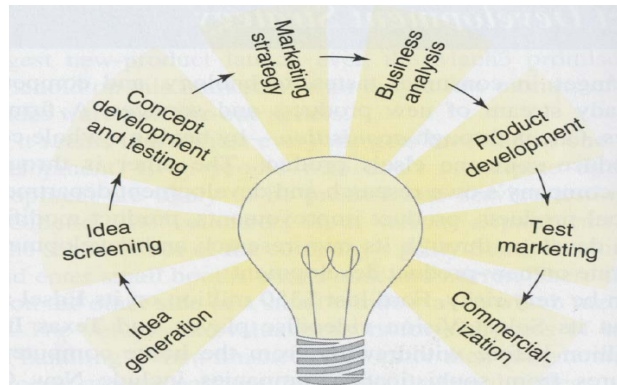 Idea
generation
Idea
screening
Concept
development
and testing
Marketing
strategy
Business
analysis
Product
development
Test
marketing
Commercial-
ization